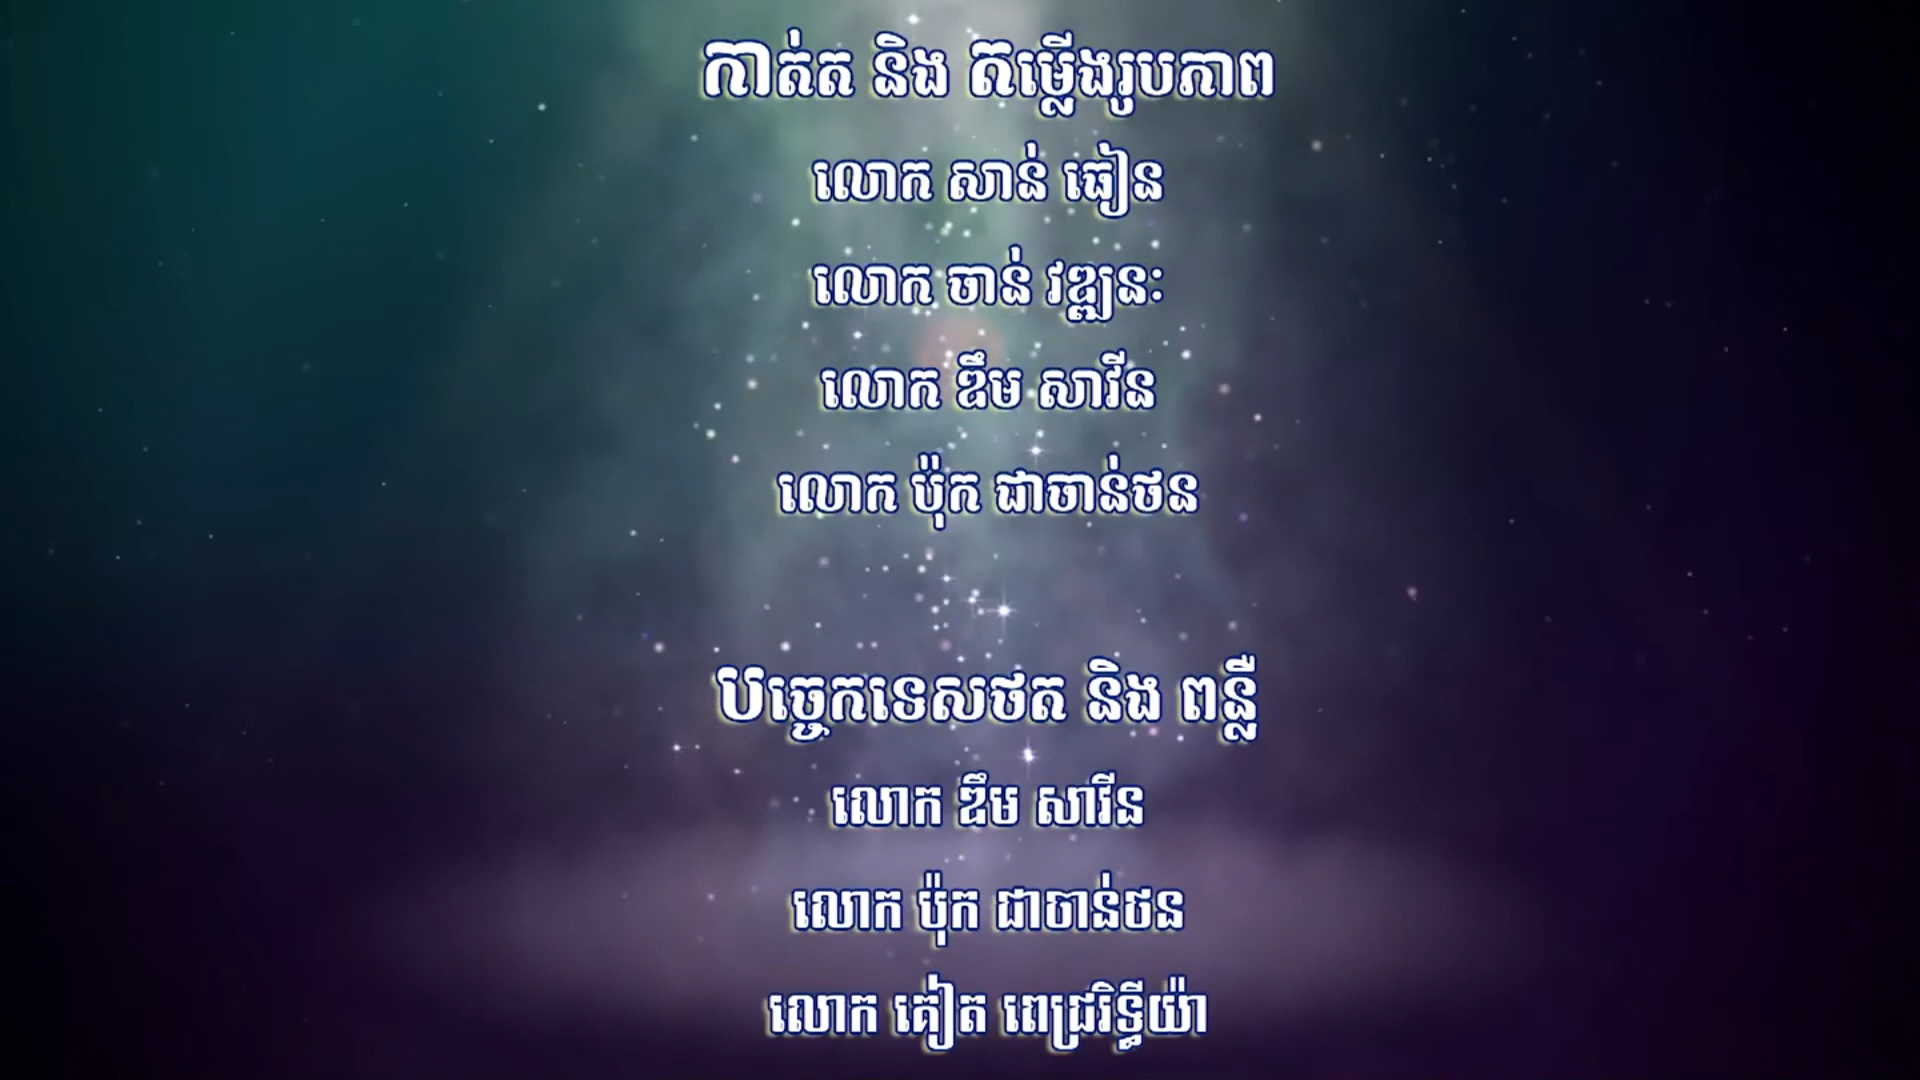 កាត់ត និង តម្លើងរូបភាព
លោក សាន់ ធឿន
លោក ចាន់ វឌ្ឍនៈ
លោក ឌឹម សាវីន
លោក ប៉ុក ជាចាន់ថន
បច្ចេកទេសថត និង ពន្លឺ
លោក ឌឹម សាវីន
លោក ប៉ុក ជាចាន់ថន
លោក គៀត ពេជ្ររិទ្ធីយ៉ា